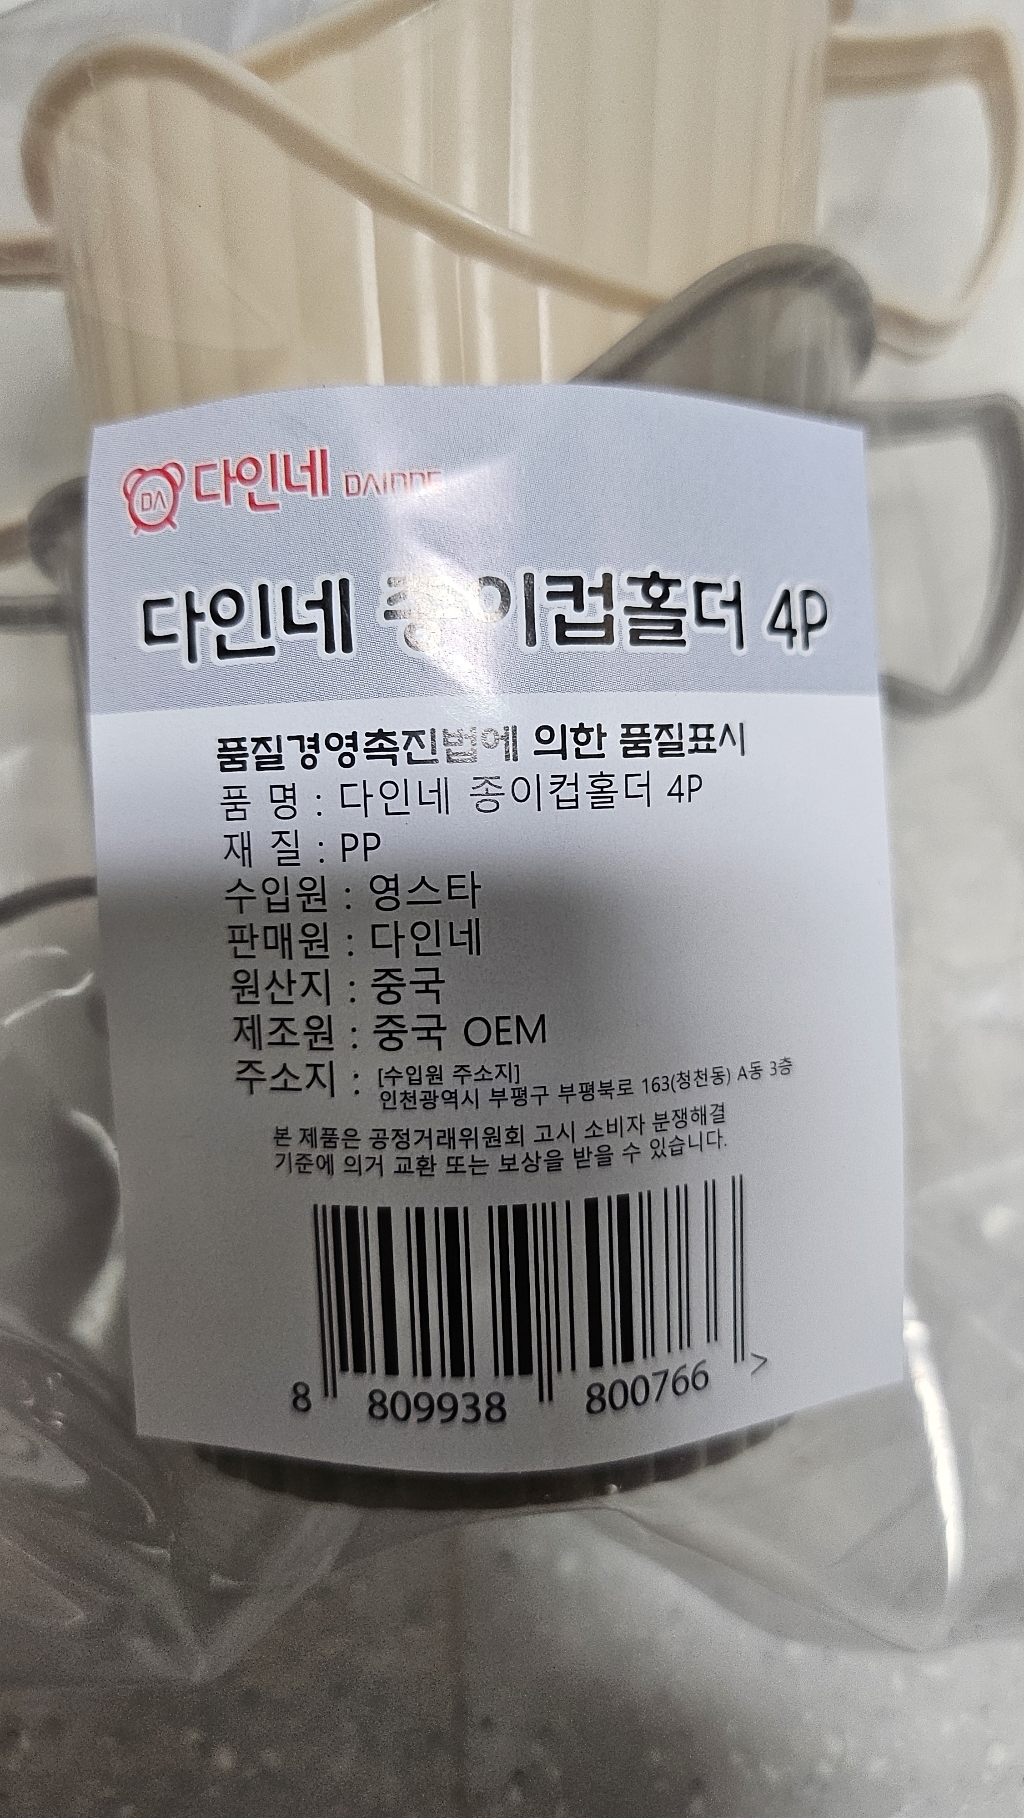 DA 다인네 DAINNE
다인네 종이컵홀더 4P
품질경영촉진법에 의한 품질표시
품 명 : 다인네 종이컵홀더 4P
재 질 : PP
수입원 : 영스타
판매원 : 다인네
원산지 : 중국
제조원 : 중국 OEM
주소지 : [수입원 주소지]
인천광역시 부평구 부평북로 163(청천동) A동 3층
본 제품은 공정거래위원회 고시 소비자 분쟁해결
기준에 의거 교환 또는 보상을 받을 수 있습니다.
8 809938 800766 >